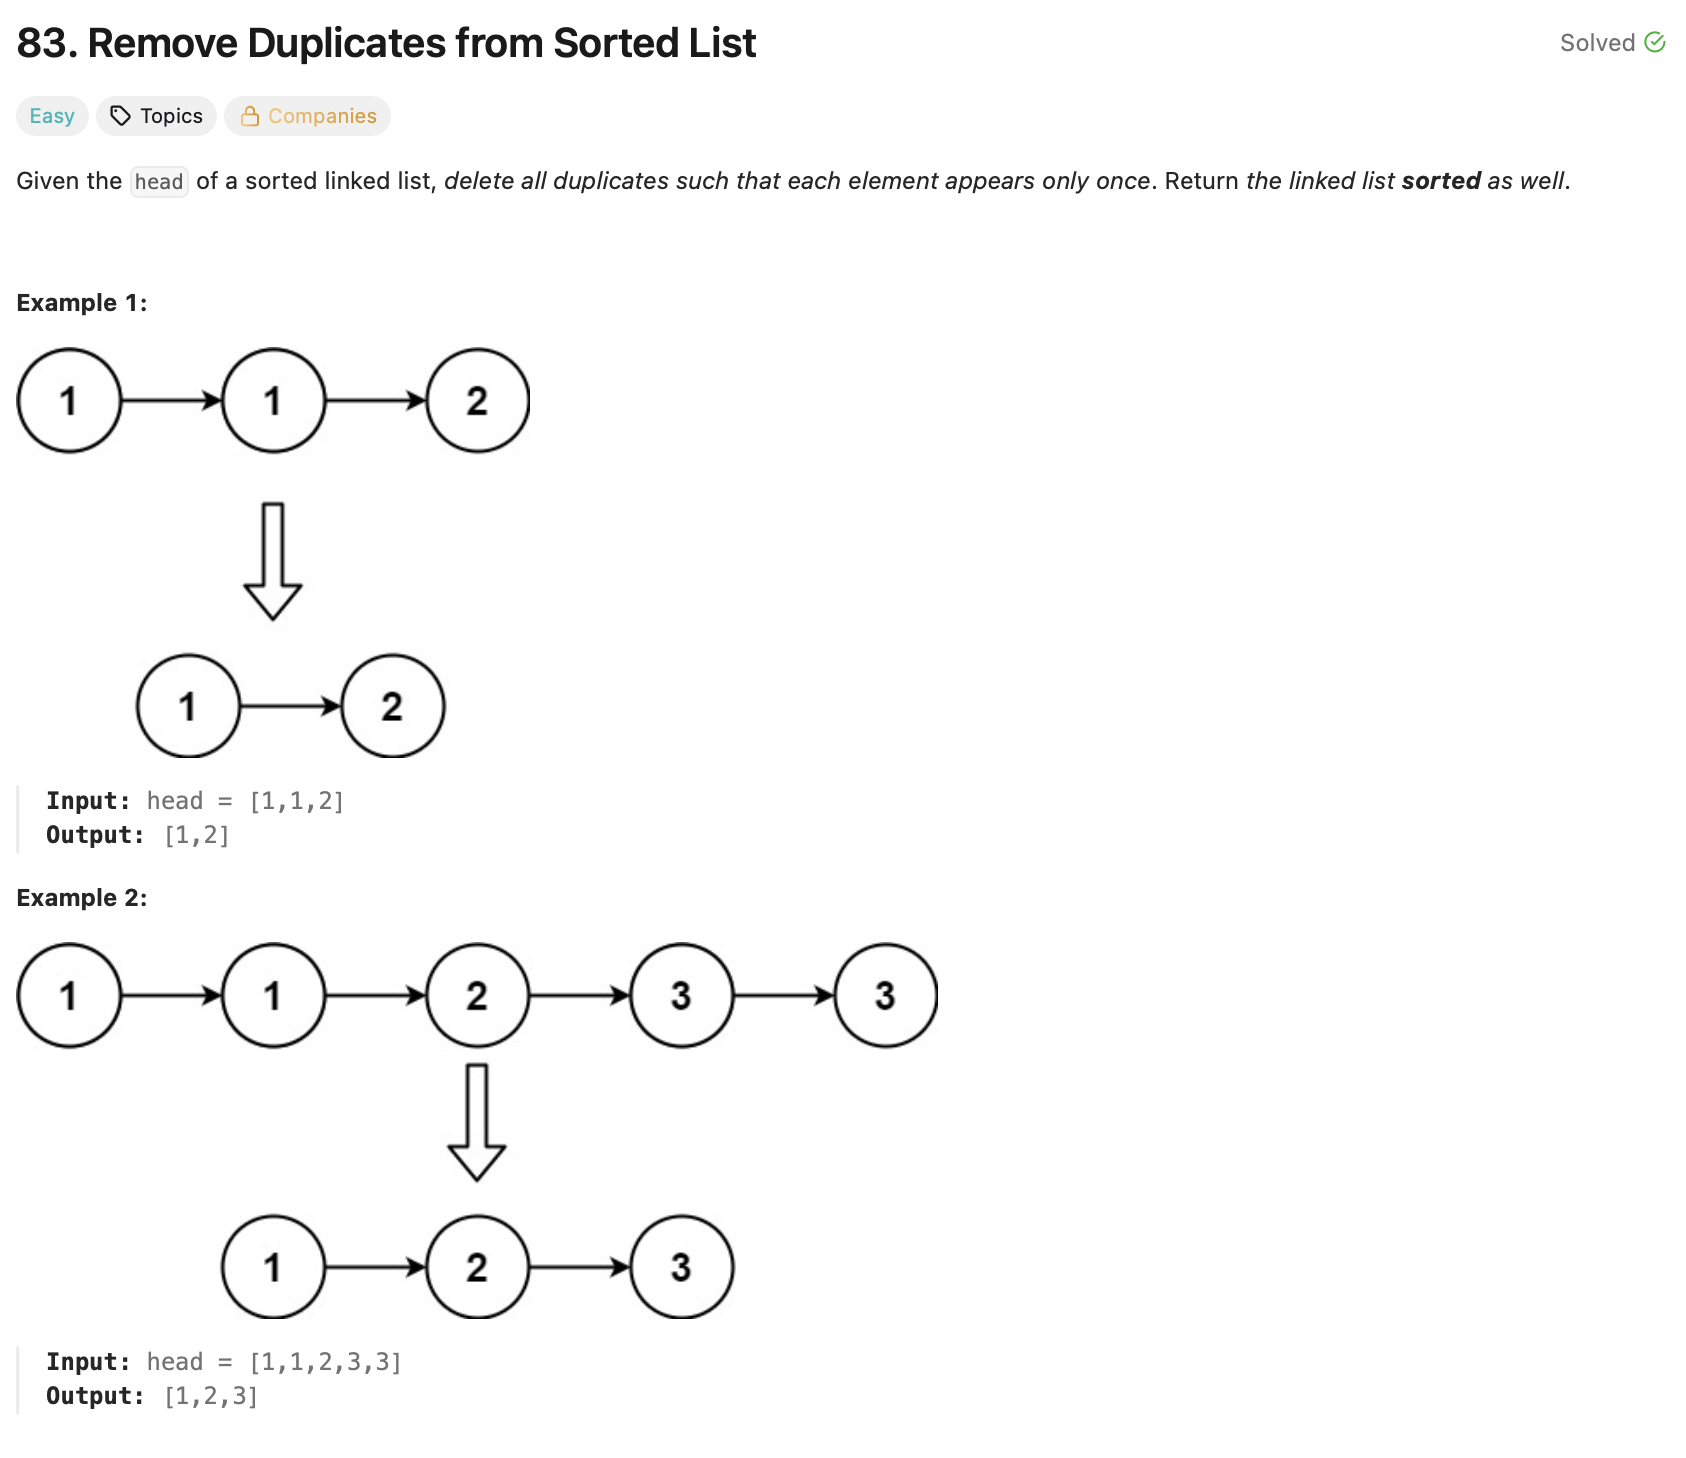 83. Remove Duplicates from Sorted List
Solved
Easy Topics Companies
Given the head of a sorted linked list, delete all duplicates such that each element appears only once. Return the linked list sorted as well.
Example 1:
1 1 2
1 2
Input: head = [1,1,2]
Output: [1,2]
Example 2:
1 1 2 3 3
1 2 3
Input: head = [1,1,2,3,3]
Output: [1,2,3]